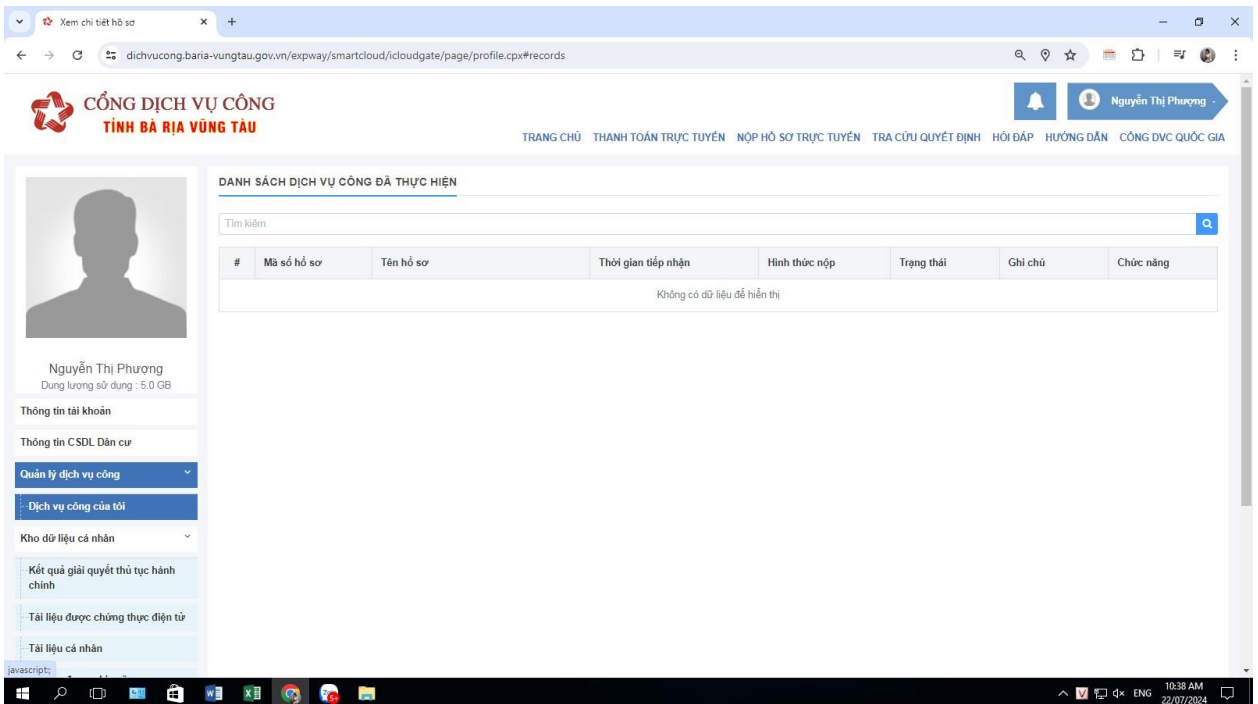 Xem chi tiết hồ sơ
dichvucong.baria-vungtau.gov.vn/expway/smartcloud/icloudgate/page/profile.cpx#records
CỔNG DỊCH VỤ CÔNG
TỈNH BÀ RỊA VŨNG TÀU
Nguyễn Thị Phượng
TRANG CHỦ THANH TOÁN TRỰC TUYẾN NỘP HỒ SƠ TRỰC TUYẾN TRA CỨU QUYẾT ĐỊNH HỎI ĐÁP HƯỚNG DẪN CỔNG DVC QUỐC GIA
DANH SÁCH DỊCH VỤ CÔNG ĐÃ THỰC HIỆN
Tìm kiếm
# Mã số hồ sơ Tên hồ sơ Thời gian tiếp nhận Hình thức nộp Trạng thái Ghi chú Chức năng
Không có dữ liệu để hiển thị
Nguyễn Thị Phượng
Dung lượng sử dụng : 5.0 GB
Thông tin tài khoản
Thông tin CSDL Dân cư
Quản lý dịch vụ công
Dịch vụ công của tôi
Kho dữ liệu cá nhân
Kết quả giải quyết thủ tục hành
chính
Tài liệu được chứng thực điện tử
Tài liệu cá nhân
javascript:;
ENG
10:38 AM
22/07/2024